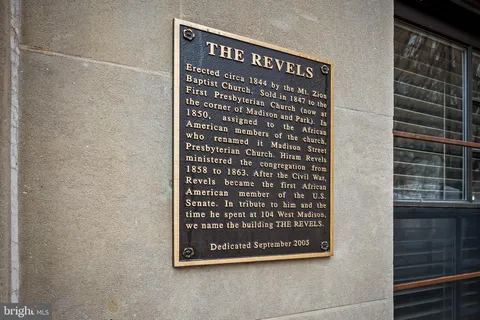 THE REVELS
Erected circa 1844 by the Mt. Zion
Baptist Church. Sold in 1847 to the
First Presbyterian Church (now at
the corner of Madison and Park). In
1850, assigned to the African
American members of the church,
who renamed it Madison Street
Presbyterian Church. Hiram Revels
ministered the congregation from
1858 to 1863. After the Civil War,
Revels became the first African
American member of the U.S.
Senate. In tribute to him and the
time he spent at 104 West Madison,
we name the building THE REVELS.
Dedicated September 2005
bright MLS